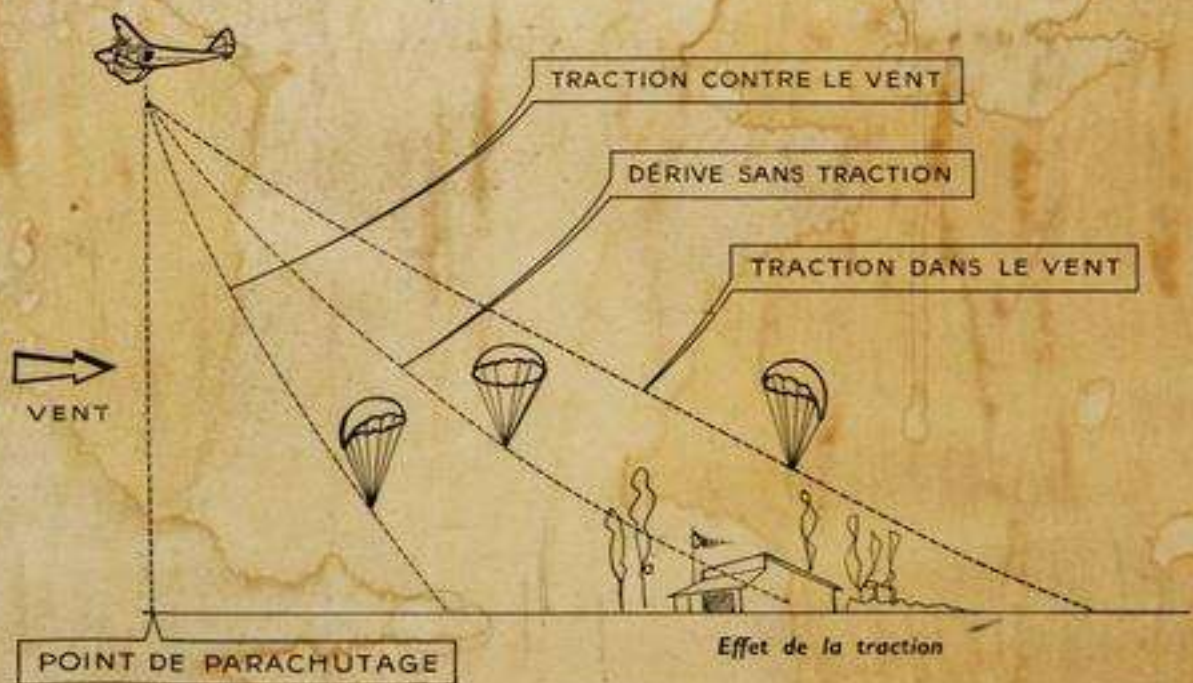 TRACTION CONTRE LE VENT
DÉRIVE SANS TRACTION
TRACTION DANS LE VENT
VENT
POINT DE PARACHUTAGE
Effet de la traction